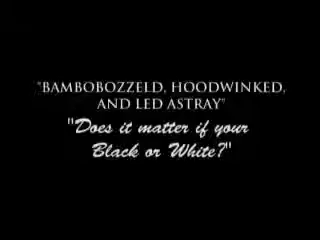 "BAMBOBOZZELD, HOODWINKED,
AND LED ASTRAY"
"Does it matter if your
Black or White?"